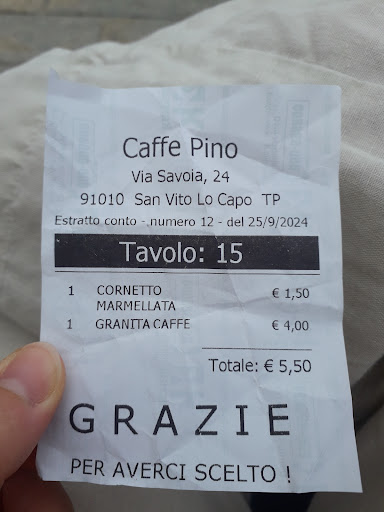 Caffe Pino
Via Savoia, 24
91010 San Vito Lo Capo TP
Estratto conto - numero 12 - del 25/9/2024
Tavolo: 15
1 CORNETTO MARMELLATA € 1,50
1 GRANITA CAFFE € 4,00
Totale: € 5,50
GRAZIE
PER AVERCI SCELTO !